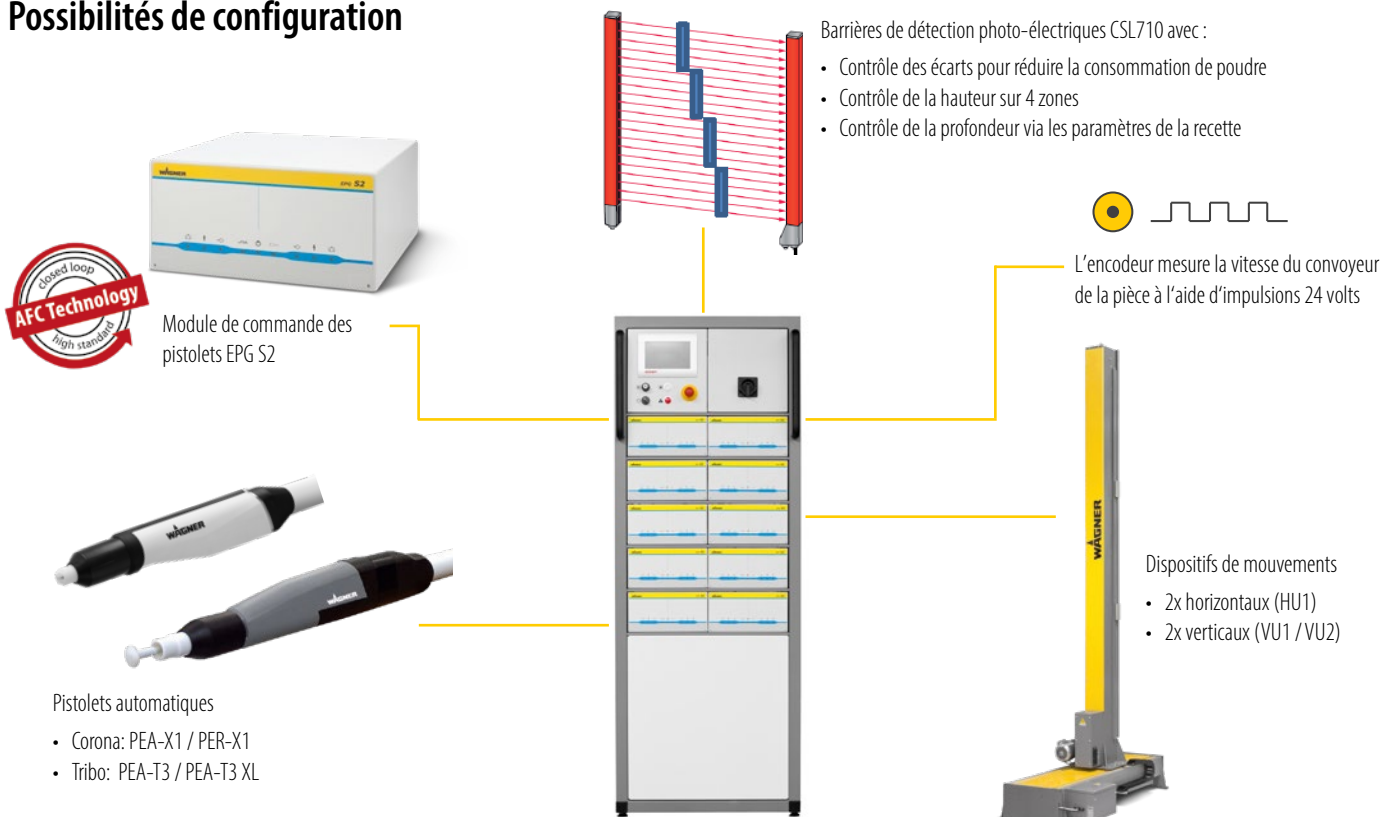 Possibilités de configuration
Barrières de détection photo-électriques CSL710 avec :
• Contrôle des écarts pour réduire la consommation de poudre
• Contrôle de la hauteur sur 4 zones
• Contrôle de la profondeur via les paramètres de la recette
WAGNER
EPG S2
closed loop
AFC Technology
high standard
Module de commande des
pistolets EPG S2
L'encodeur mesure la vitesse du convoyeur
de la pièce à l‘aide d‘impulsions 24 volts
WAGNER
WAGNER
WAGNER
Dispositifs de mouvements
• 2x horizontaux (HU1)
• 2x verticaux (VU1 / VU2)
Pistolets automatiques
• Corona: PEA-X1 / PER-X1
• Tribo: PEA-T3 / PEA-T3 XL